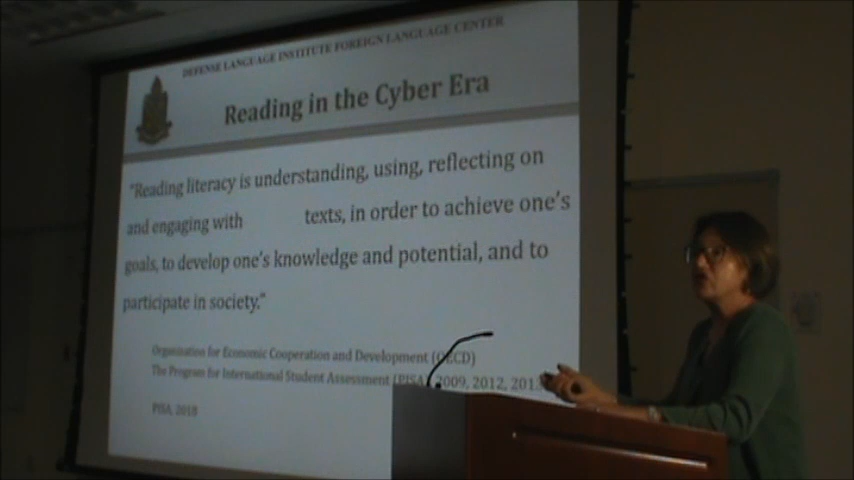 DEFENSE LANGUAGE INSTITUTE FOREIGN LANGUAGE CENTER
Reading in the Cyber Era
"Reading literacy is understanding, using, reflecting on
and engaging with texts, in order to achieve one's
goals, to develop one's knowledge and potential, and to
participate in society."
Organization for Economic Cooperation and Development (OECD)
The Program for International Student Assessment (PISA, 2009, 2012,
PISA, 2018